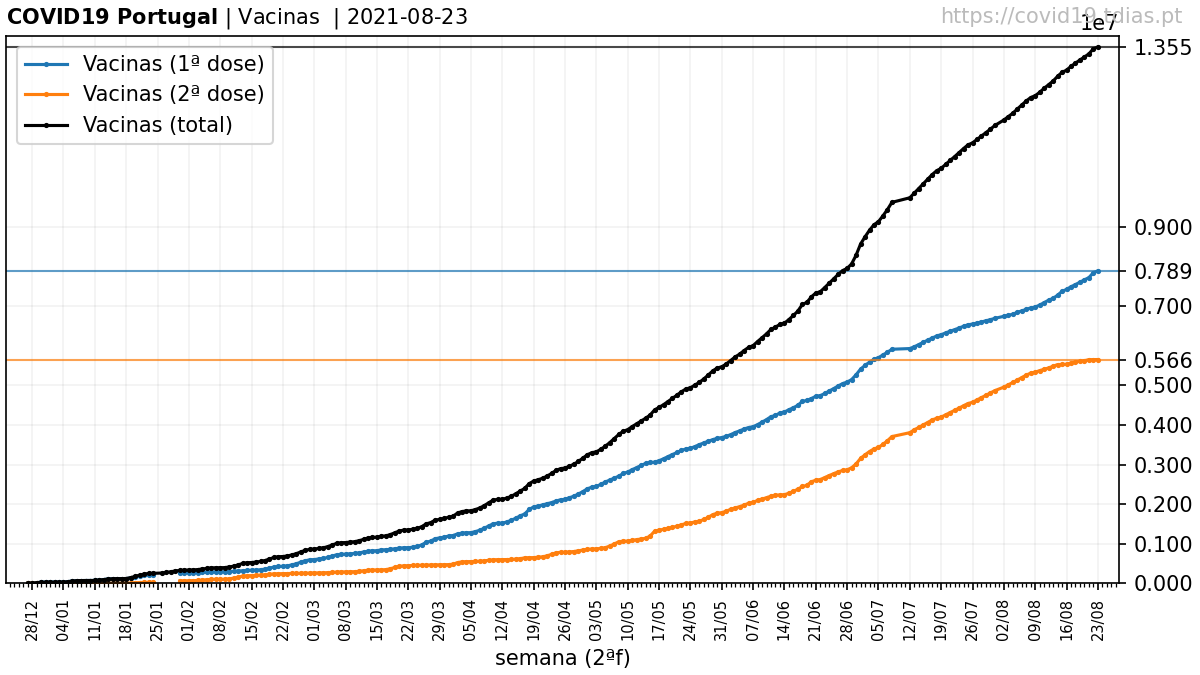 COVID19 Portugal | Vacinas | 2021-08-23
https://covid19.tdias.pt
1e7
Vacinas (1ª dose)
Vacinas (2ª dose)
Vacinas (total)
1.355
0.900
0.789
0.700
0.566
0.500
0.400
0.300
0.200
0.100
0.000
28/12 04/01 11/01 18/01 25/01 01/02 08/02 15/02 22/02 01/03 08/03 15/03 22/03 29/03 05/04 12/04 19/04 26/04 03/05 10/05 17/05 24/05 31/05 07/06 14/06 21/06 28/06 05/07 12/07 19/07 26/07 02/08 09/08 16/08 23/08
semana (2ªf)